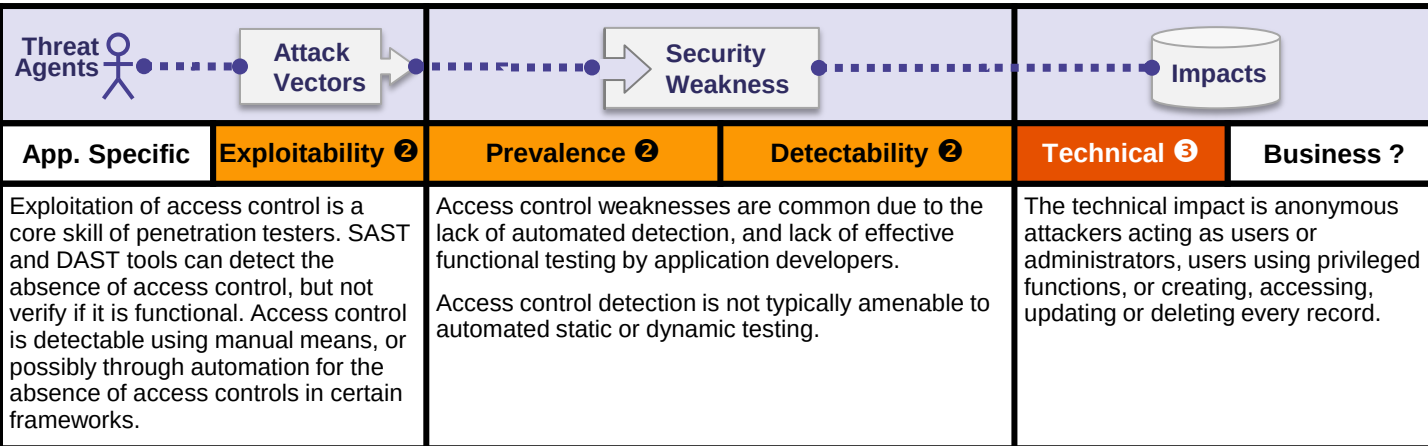 Threat
Agents
Attack
Vectors
Security
Weakness
Impacts
App. Specific
Exploitability ❷
Prevalence ❷
Detectability ❷
Technical ❸
Business ?
Exploitation of access control is a
core skill of penetration testers. SAST
and DAST tools can detect the
absence of access control, but not
verify if it is functional. Access control
is detectable using manual means, or
possibly through automation for the
absence of access controls in certain
frameworks.
Access control weaknesses are common due to the
lack of automated detection, and lack of effective
functional testing by application developers.
Access control detection is not typically amenable to
automated static or dynamic testing.
The technical impact is anonymous
attackers acting as users or
administrators, users using privileged
functions, or creating, accessing,
updating or deleting every record.